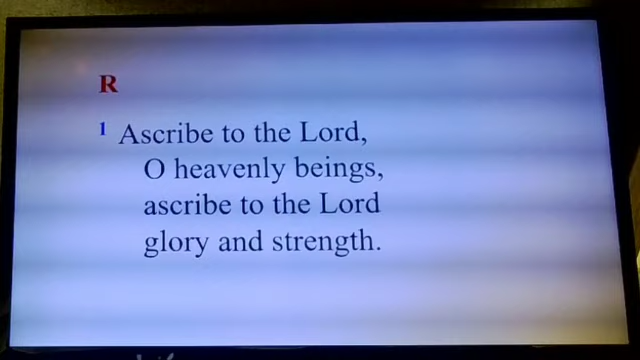 R
1 Ascribe to the Lord,
O heavenly beings,
ascribe to the Lord
glory and strength.